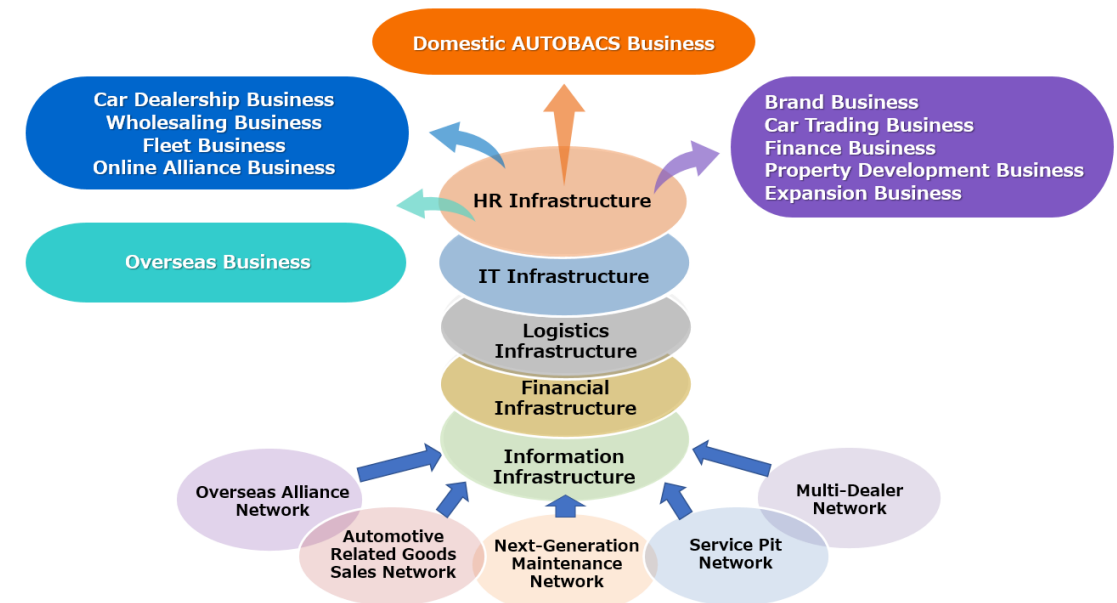 Domestic AUTOBACS Business
Car Dealership Business
Wholesaling Business
Fleet Business
Online Alliance Business
Brand Business
Car Trading Business
Finance Business
Property Development Business
Expansion Business
Overseas Business
HR Infrastructure
IT Infrastructure
Logistics
Infrastructure
Financial
Infrastructure
Information
Infrastructure
Overseas Alliance
Network
Automotive
Related Goods
Sales Network
Next-Generation
Maintenance
Network
Service Pit
Network
Multi-Dealer
Network